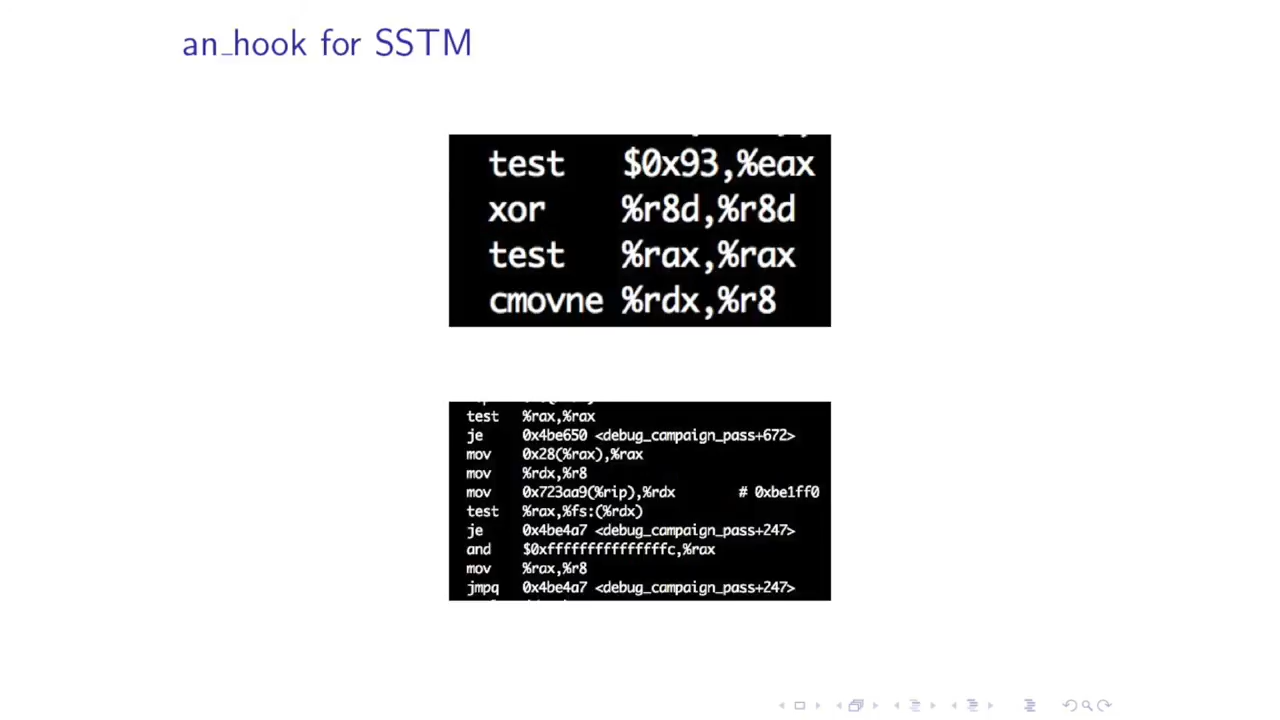 an_hook for SSTM
test $0x93,%eax
xor %r8d,%r8d
test %rax,%rax
cmovne %rdx,%r8
test %rax,%rax
je 0x4be650 <debug_campaign_pass+672>
mov 0x28(%rax),%rax
mov %rdx,%r8
mov 0x723aa9(%rip),%rdx # 0xbe1ff0
test %rax,%fs:(%rdx)
je 0x4be4a7 <debug_campaign_pass+247>
and $0xfffffffffffffffc,%rax
mov %rax,%r8
jmpq 0x4be4a7 <debug_campaign_pass+247>